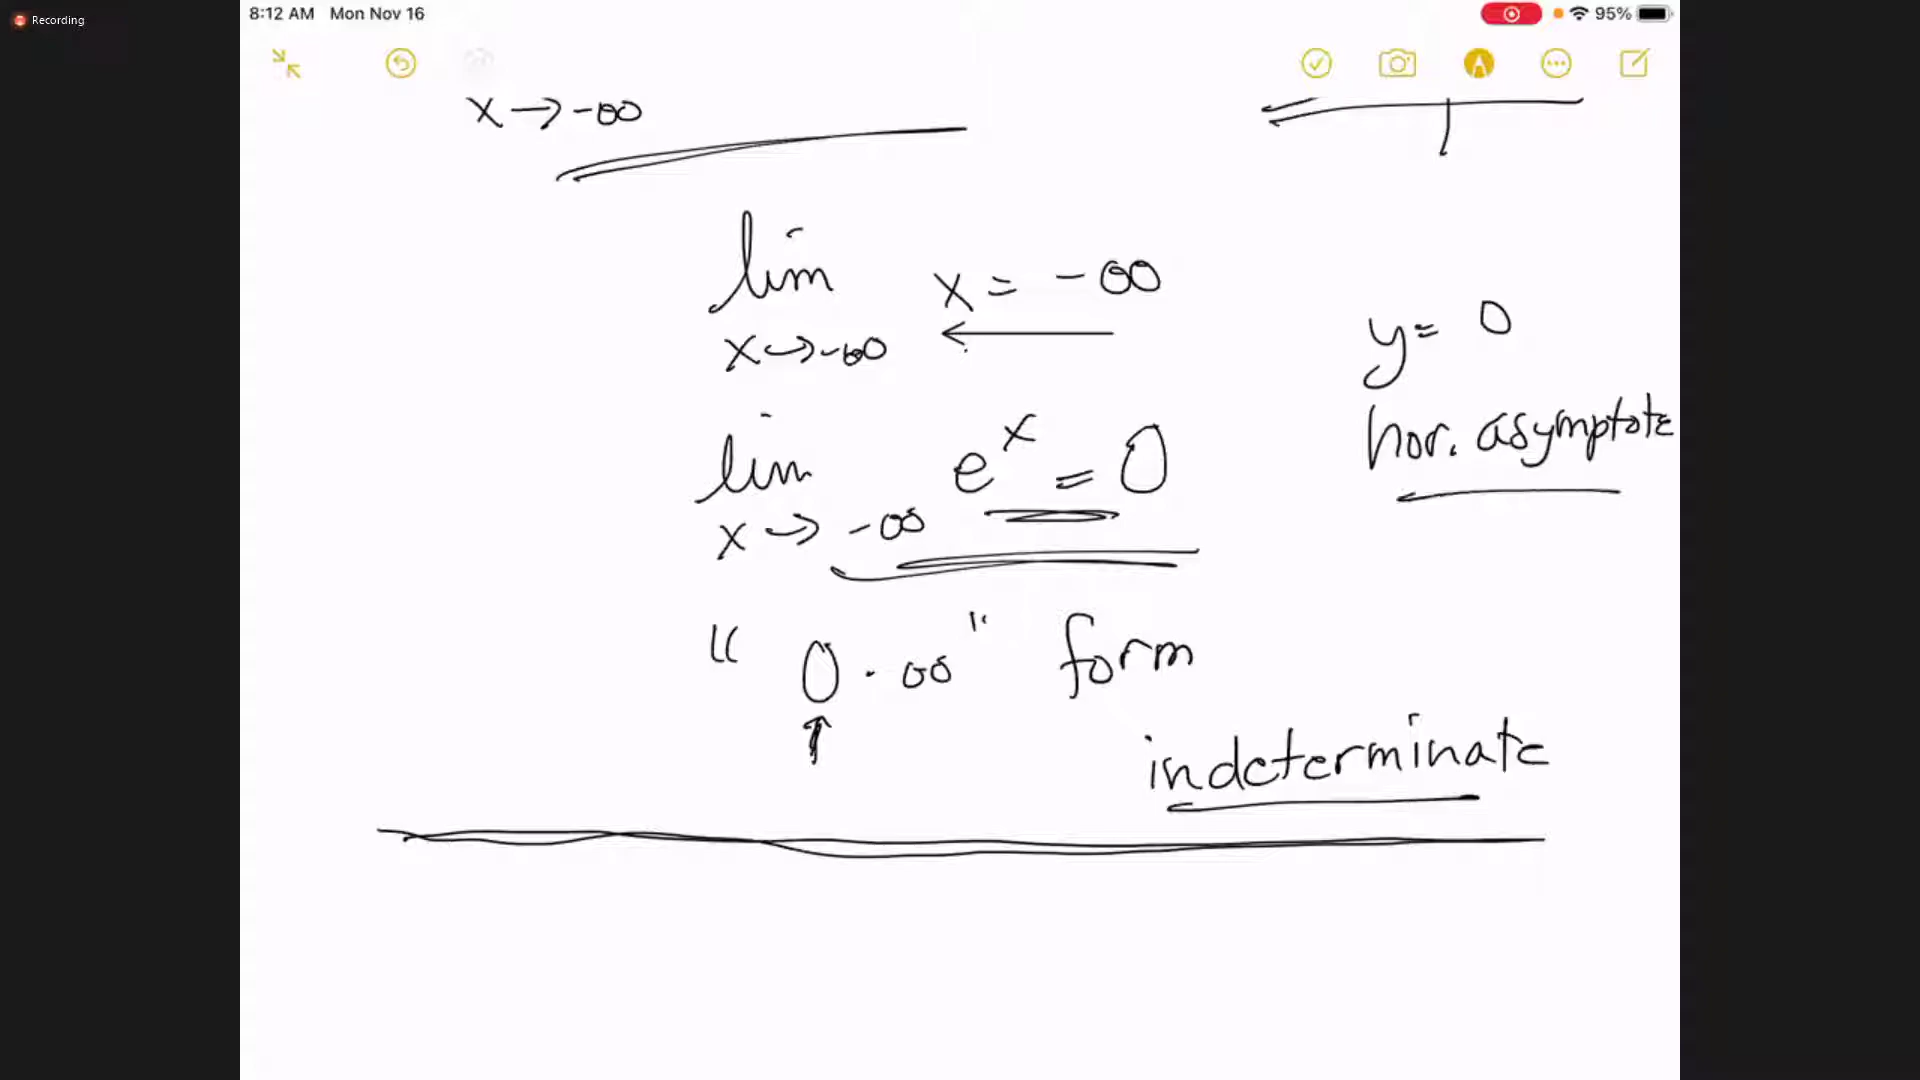 Recording
8:12 AM Mon Nov 16
95%
x → -∞
lim x = -∞
x → -∞
y = 0
hor. asymptote
lim e^x = 0
x → -∞
" 0 · ∞ " form
indeterminate